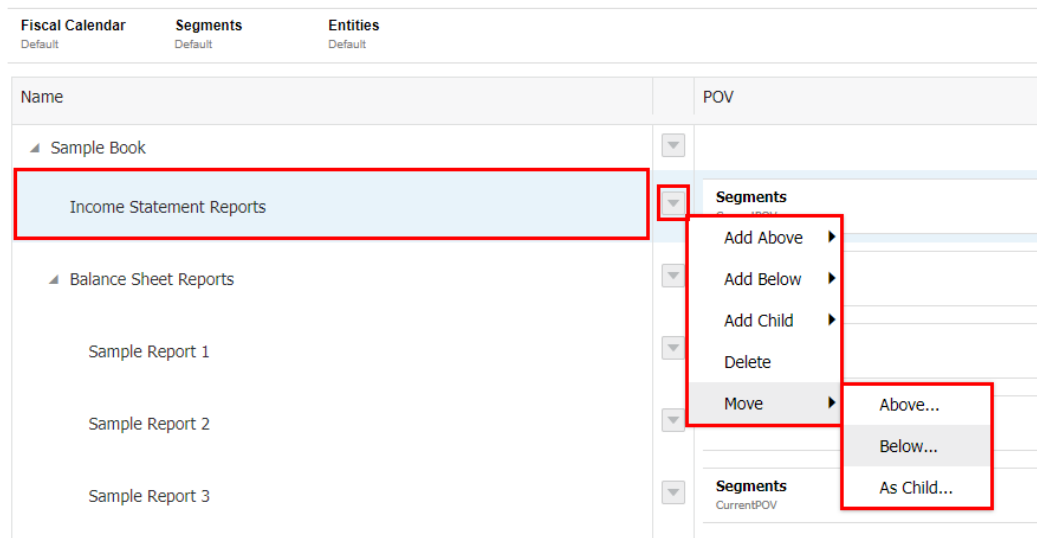 Fiscal Calendar Segments Entities
Default Default Default
Name POV
Sample Book
Income Statement Reports Segments
Add Above
Balance Sheet Reports Add Below
Add Child
Sample Report 1 Delete
Move Above...
Sample Report 2 Below...
Sample Report 3 Segments As Child...
CurrentPOV